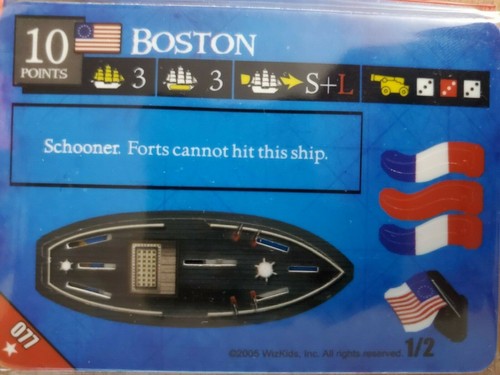 10
POINTS
BOSTON
3
3
S+L
Schooner. Forts cannot hit this ship.
077
©2005 WizKids, Inc. All rights reserved.
1/2